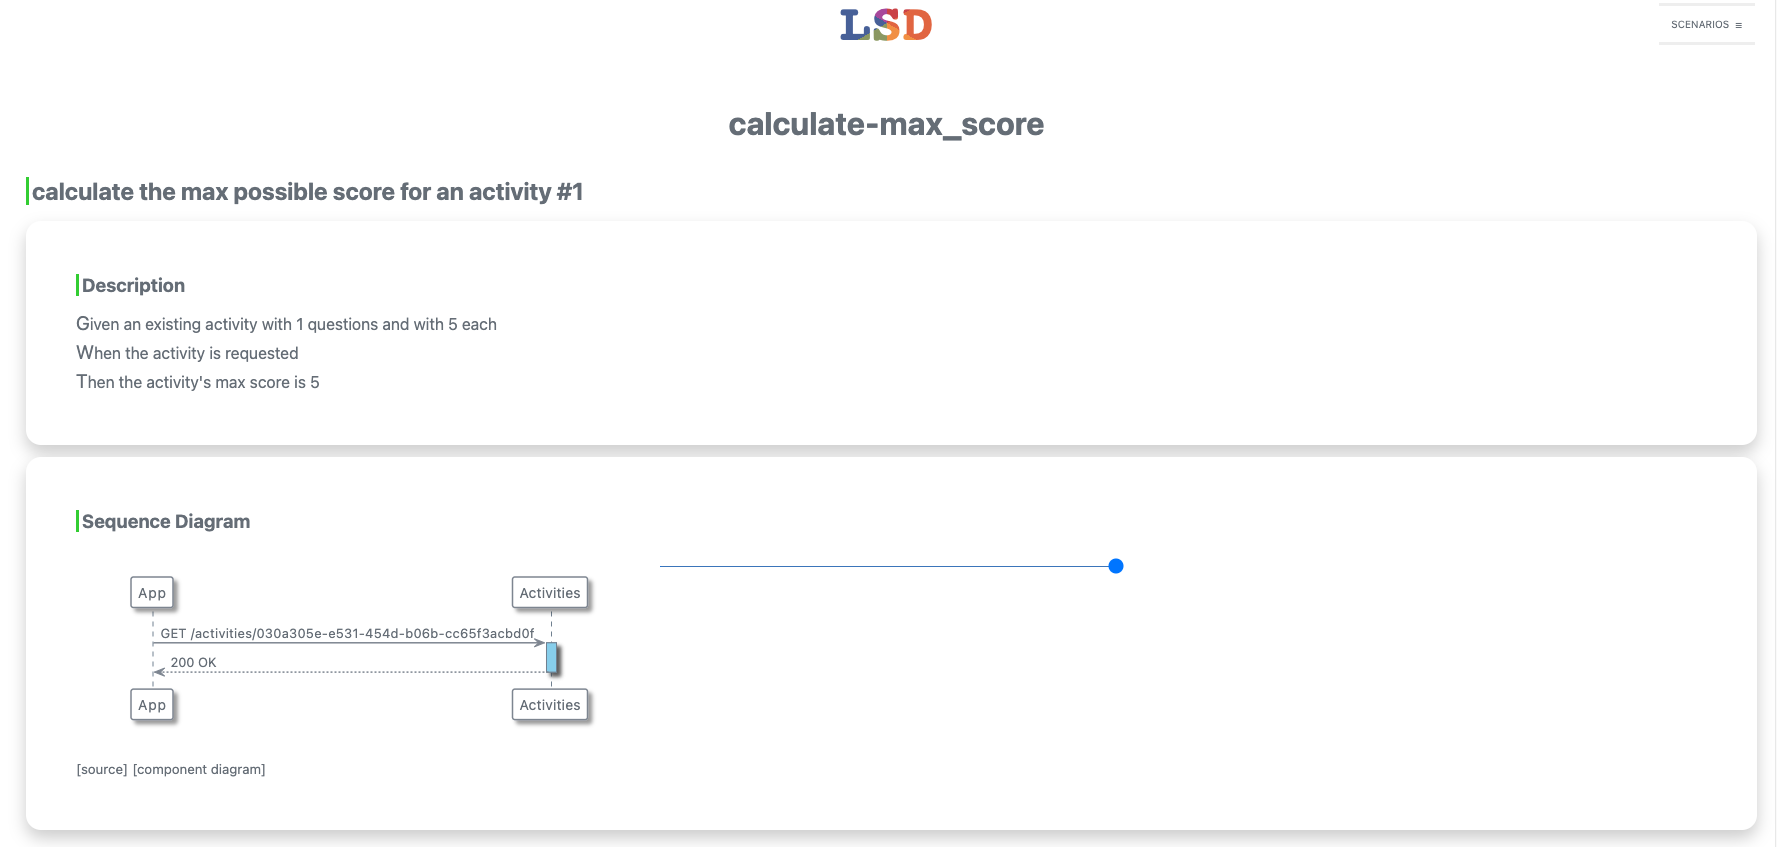 LSD
SCENARIOS ≡
calculate-max_score
calculate the max possible score for an activity #1
Description
Given an existing activity with 1 questions and with 5 each
When the activity is requested
Then the activity's max score is 5
Sequence Diagram
App
Activities
GET /activities/030a305e-e531-454d-b06b-cc65f3acbd0f
200 OK
App
Activities
[source] [component diagram]